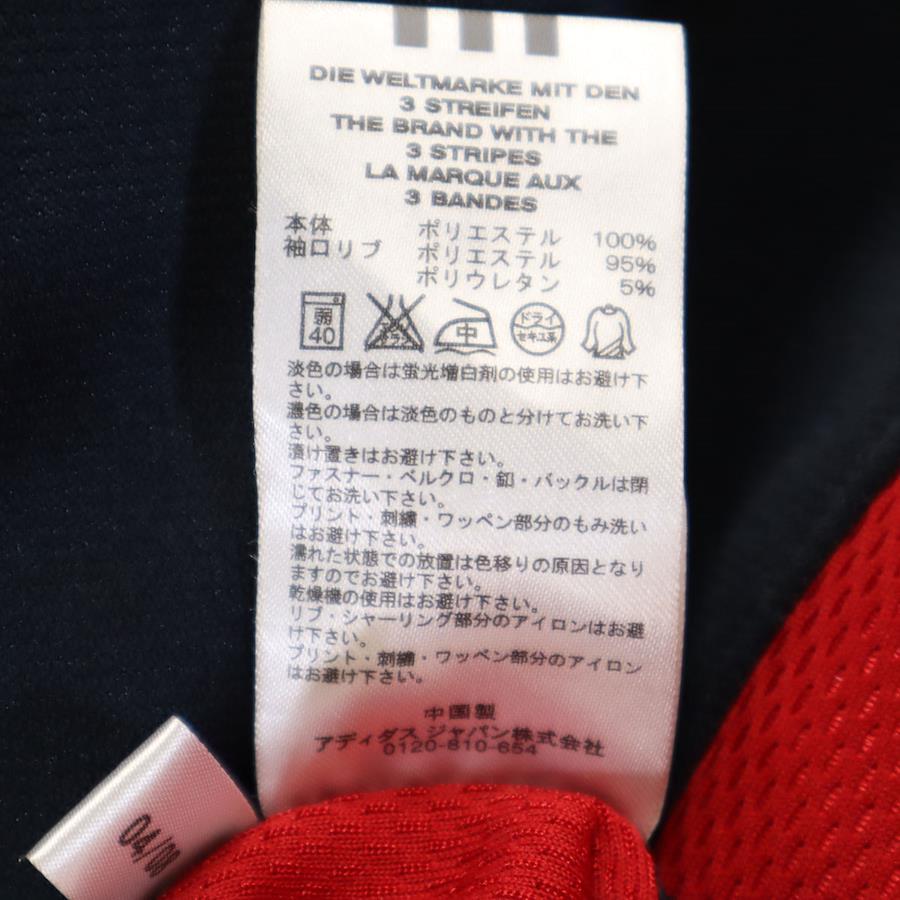 DIE WELTMARKE MIT DEN
3 STREIFEN
THE BRAND WITH THE
3 STRIPES
LA MARQUE AUX
3 BANDES
本体 ポリエステル 100%
袖口リブ ポリエステル 95%
ポリウレタン 5%
弱
40
中
ドライ
セキユ系
淡色の場合は蛍光増白剤の使用はお避け下
さい。
濃色の場合は淡色のものと分けてお洗い下
さい。
漬け置きはお避け下さい。
ファスナー・ベルクロ・釦・バックルは閉
じてお洗い下さい。
プリント・刺繍・ワッペン部分のもみ洗い
はお避け下さい。
濡れた状態での放置は色移りの原因となり
ますのでお避け下さい。
乾燥機の使用はお避け下さい。
リブ・シャーリング部分のアイロンはお避
け下さい。
プリント・刺繍・ワッペン部分のアイロン
はお避け下さい。
中国製
アディダス ジャパン株式会社
0120-810-654